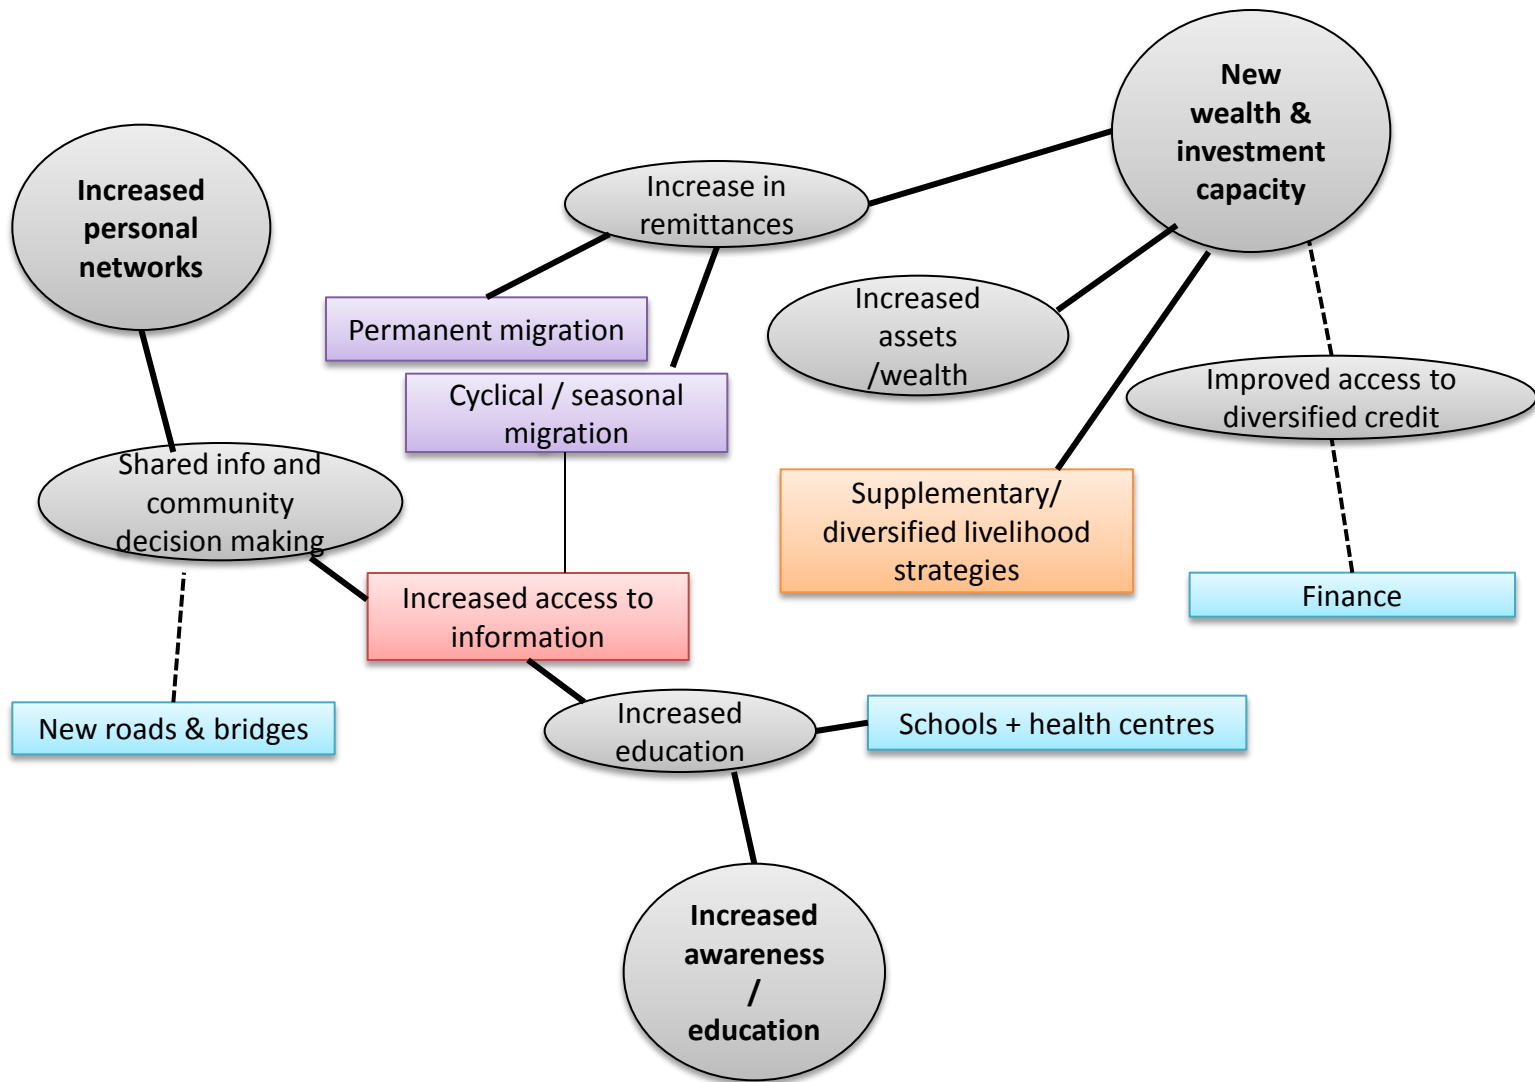 New
wealth &
investment
capacity
Increased
personal
networks
Increase in
remittances
Permanent migration
Increased
assets
/wealth
Cyclical / seasonal
migration
Improved access to
diversified credit
Shared info and
community
decision making
Supplementary/
diversified livelihood
strategies
Increased access to
information
Finance
New roads & bridges
Increased
education
Schools + health centres
Increased
awareness
/
education